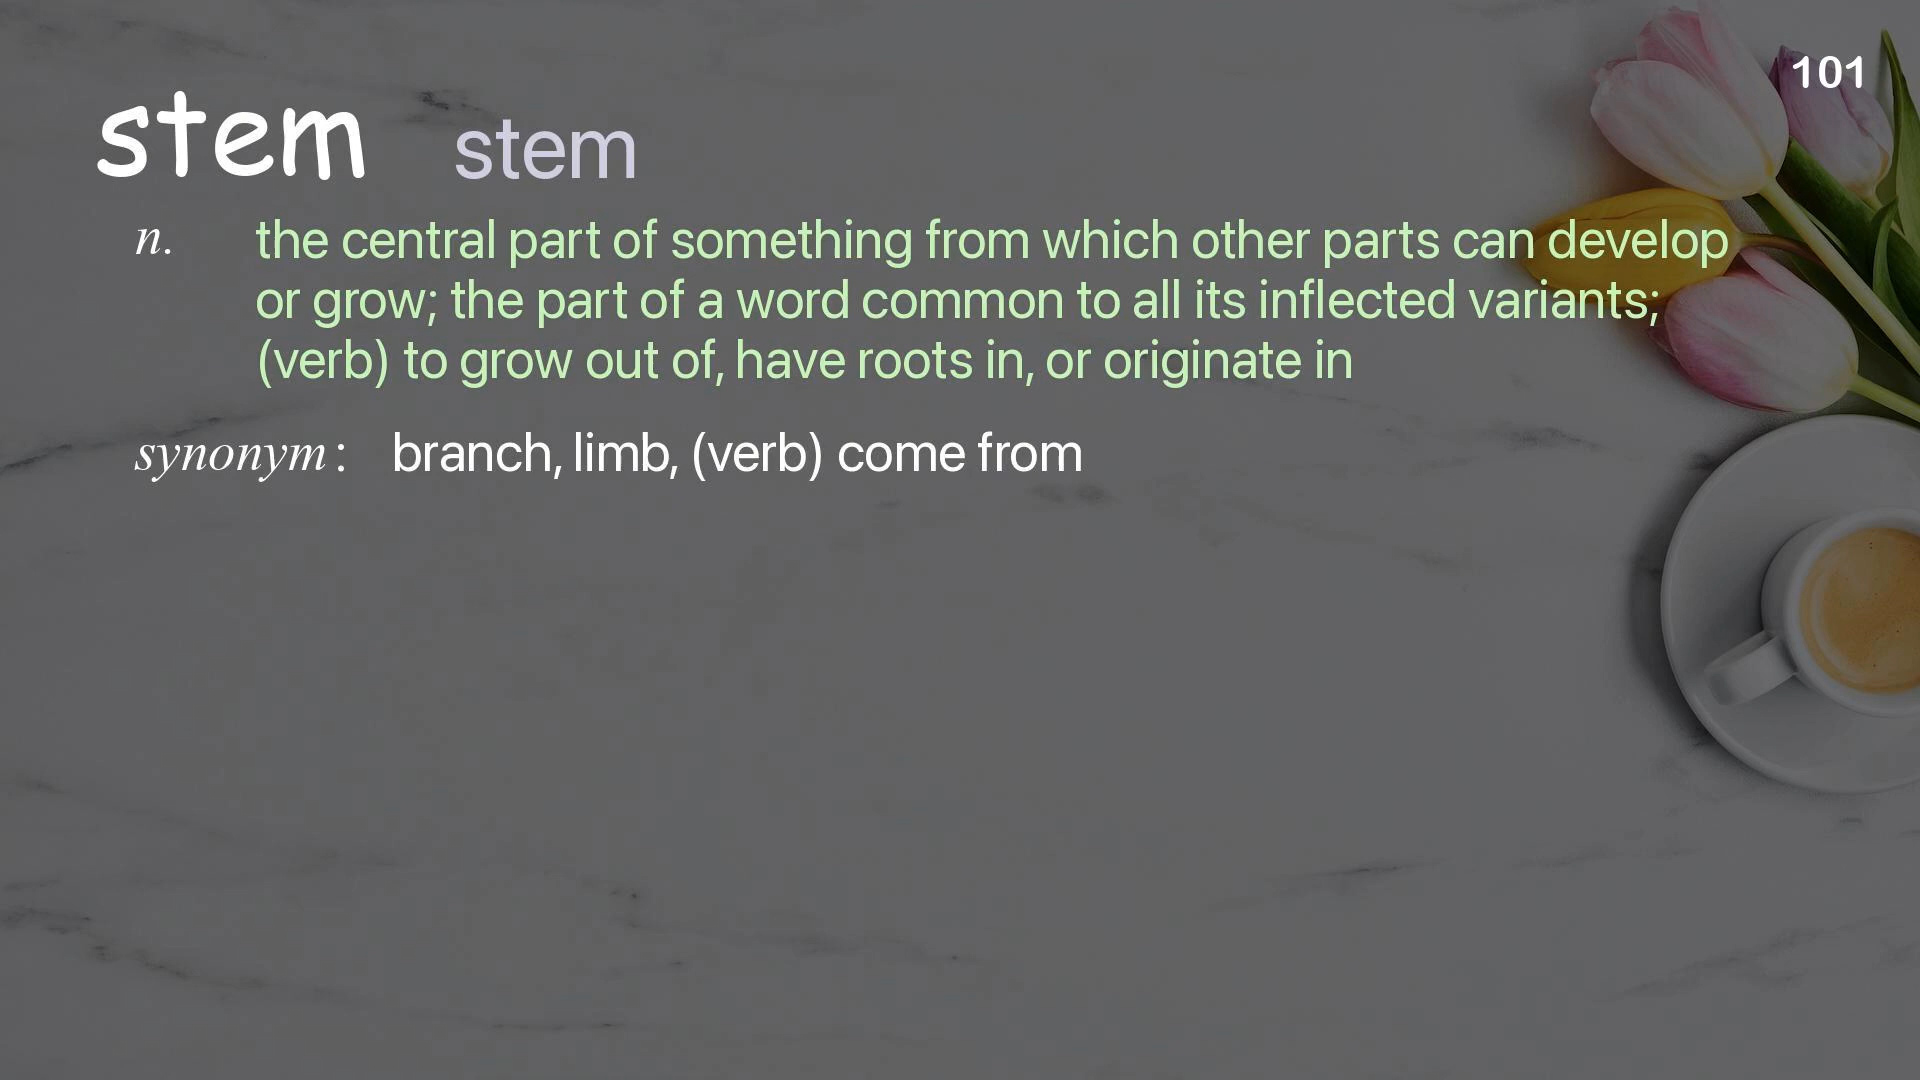 101
stem stem
n. the central part of something from which other parts can develop
or grow; the part of a word common to all its inflected variants;
(verb) to grow out of, have roots in, or originate in
synonym: branch, limb, (verb) come from